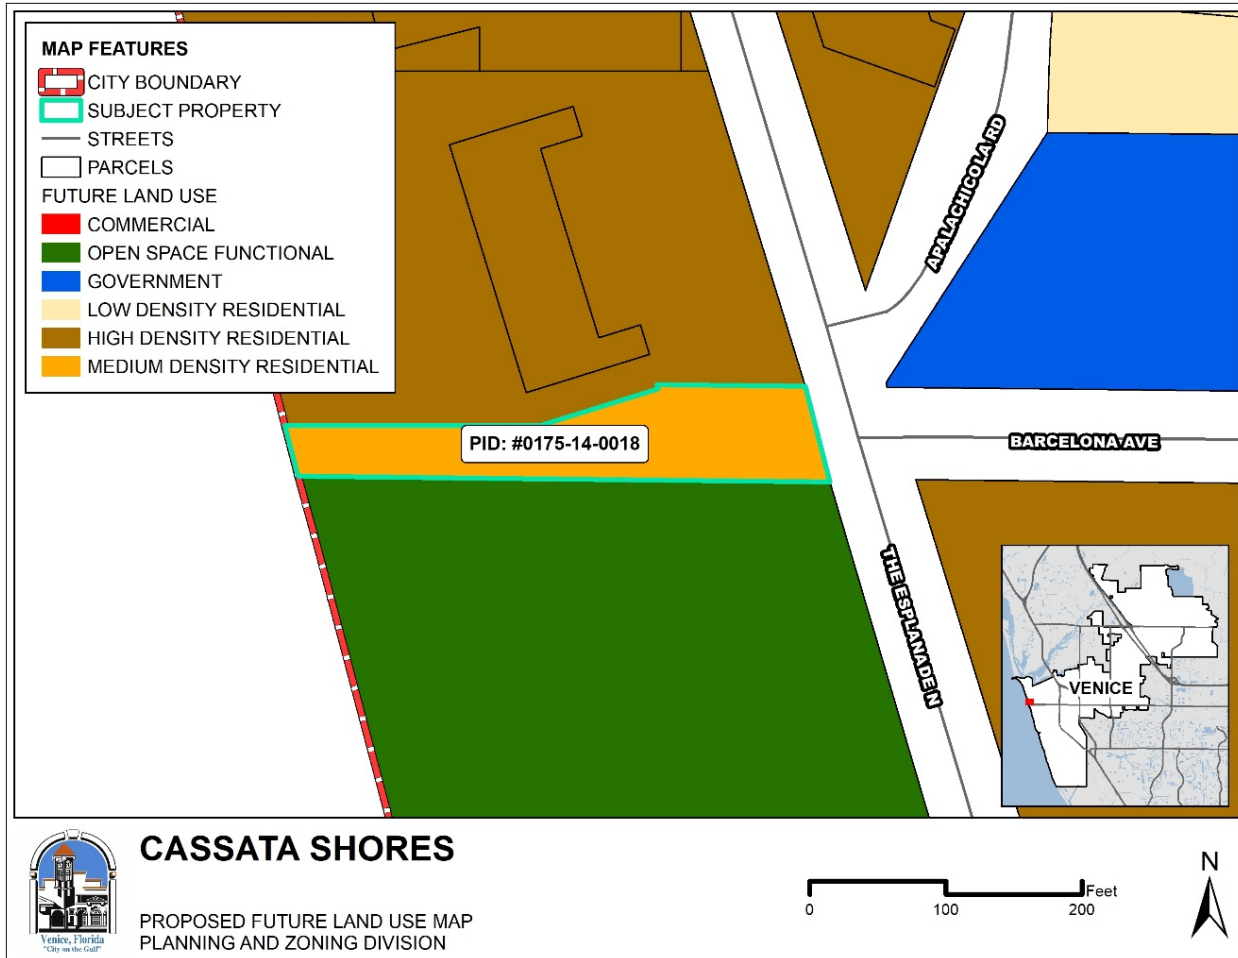 MAP FEATURES
CITY BOUNDARY
SUBJECT PROPERTY
STREETS
PARCELS
FUTURE LAND USE
COMMERCIAL
OPEN SPACE FUNCTIONAL
GOVERNMENT
LOW DENSITY RESIDENTIAL
HIGH DENSITY RESIDENTIAL
MEDIUM DENSITY RESIDENTIAL
APALACHICOLA RD
PID: #0175-14-0018
BARCELONA AVE
THE ESPLANADE N
VENICE
CASSATA SHORES
PROPOSED FUTURE LAND USE MAP
PLANNING AND ZONING DIVISION
Venice, Florida
"City on the Gulf"
Feet
0 100 200
N